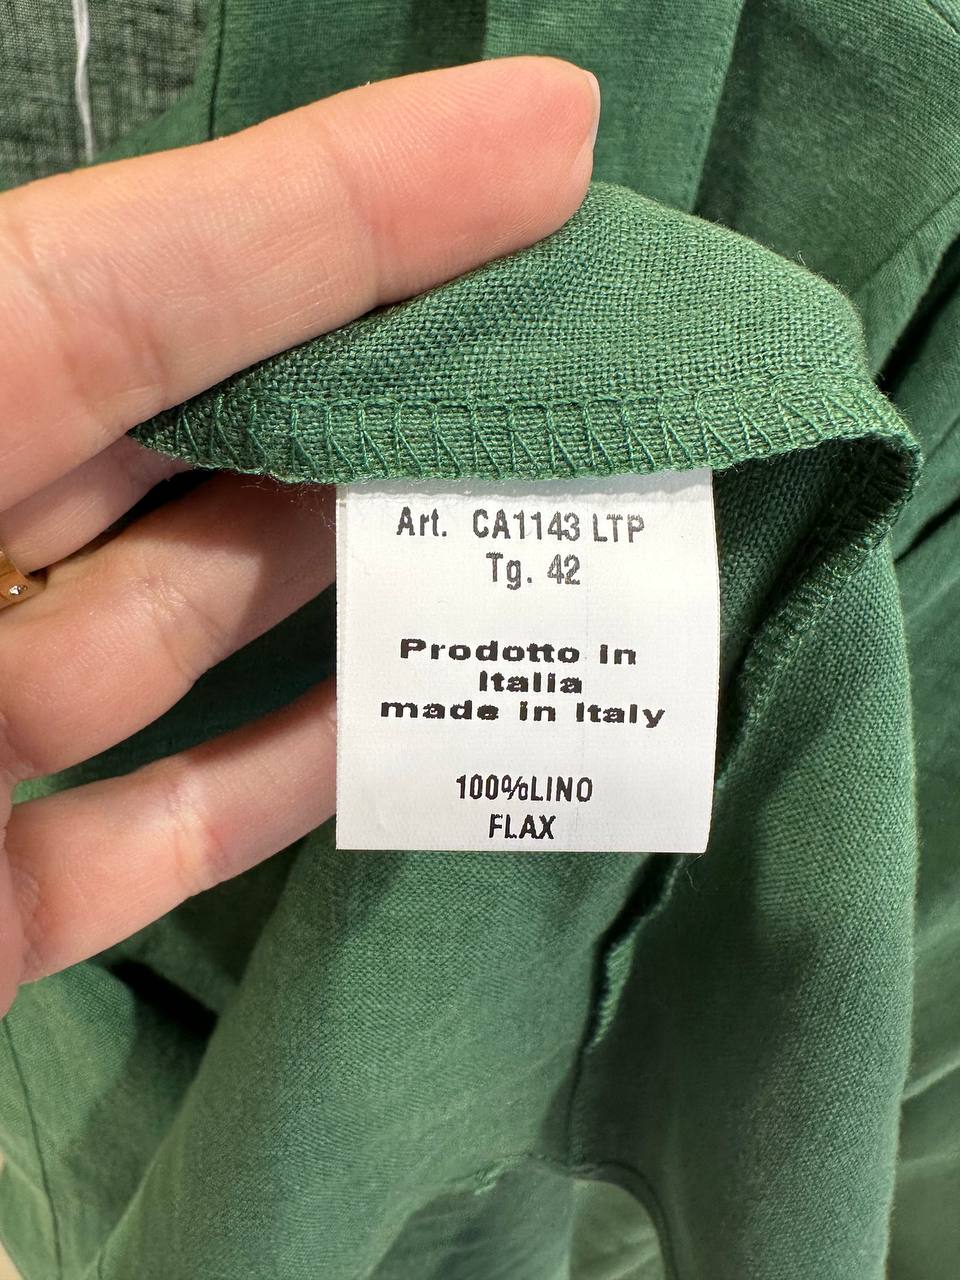 Art. CA1143 LTP
Tg. 42
Prodotto in
Italia
made in Italy
100%LINO
FLAX